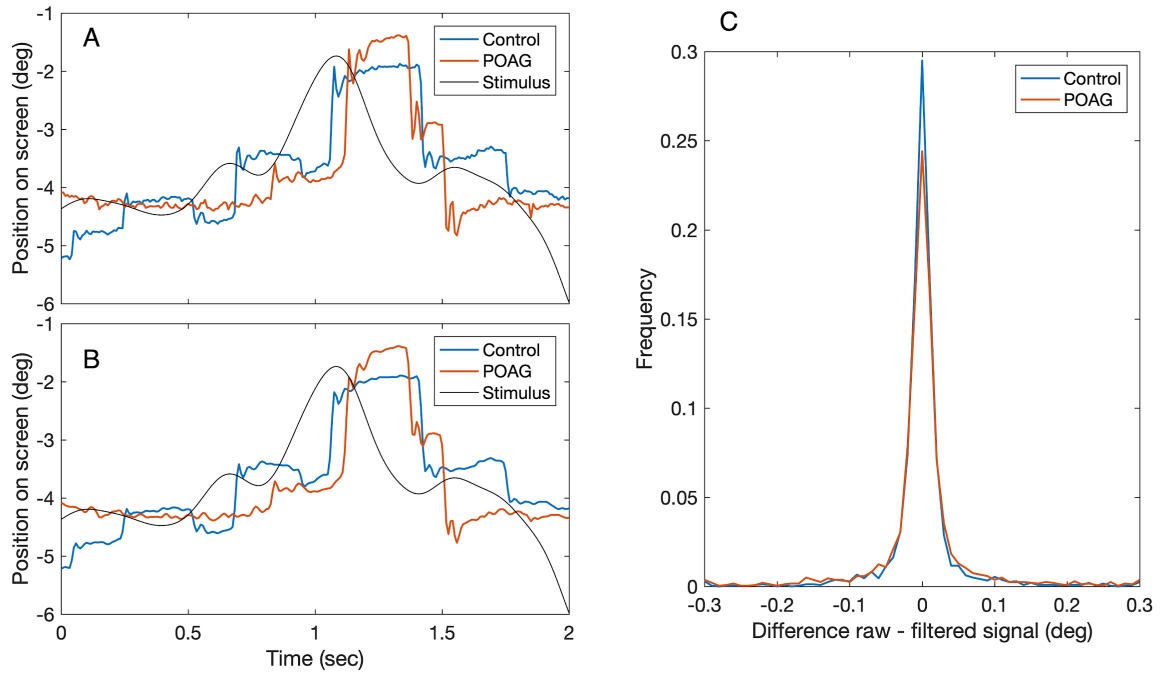 A
Control
POAG
Stimulus
-1
-2
-3
-4
-5
-6
Position on screen (deg)
B
Control
POAG
Stimulus
-1
-2
-3
-4
-5
-6
Position on screen (deg)
0
0.5
1
1.5
2
Time (sec)
C
Control
POAG
0.3
0.25
0.2
0.15
0.1
0.05
0
Frequency
-0.3
-0.2
-0.1
0
0.1
0.2
0.3
Difference raw - filtered signal (deg)